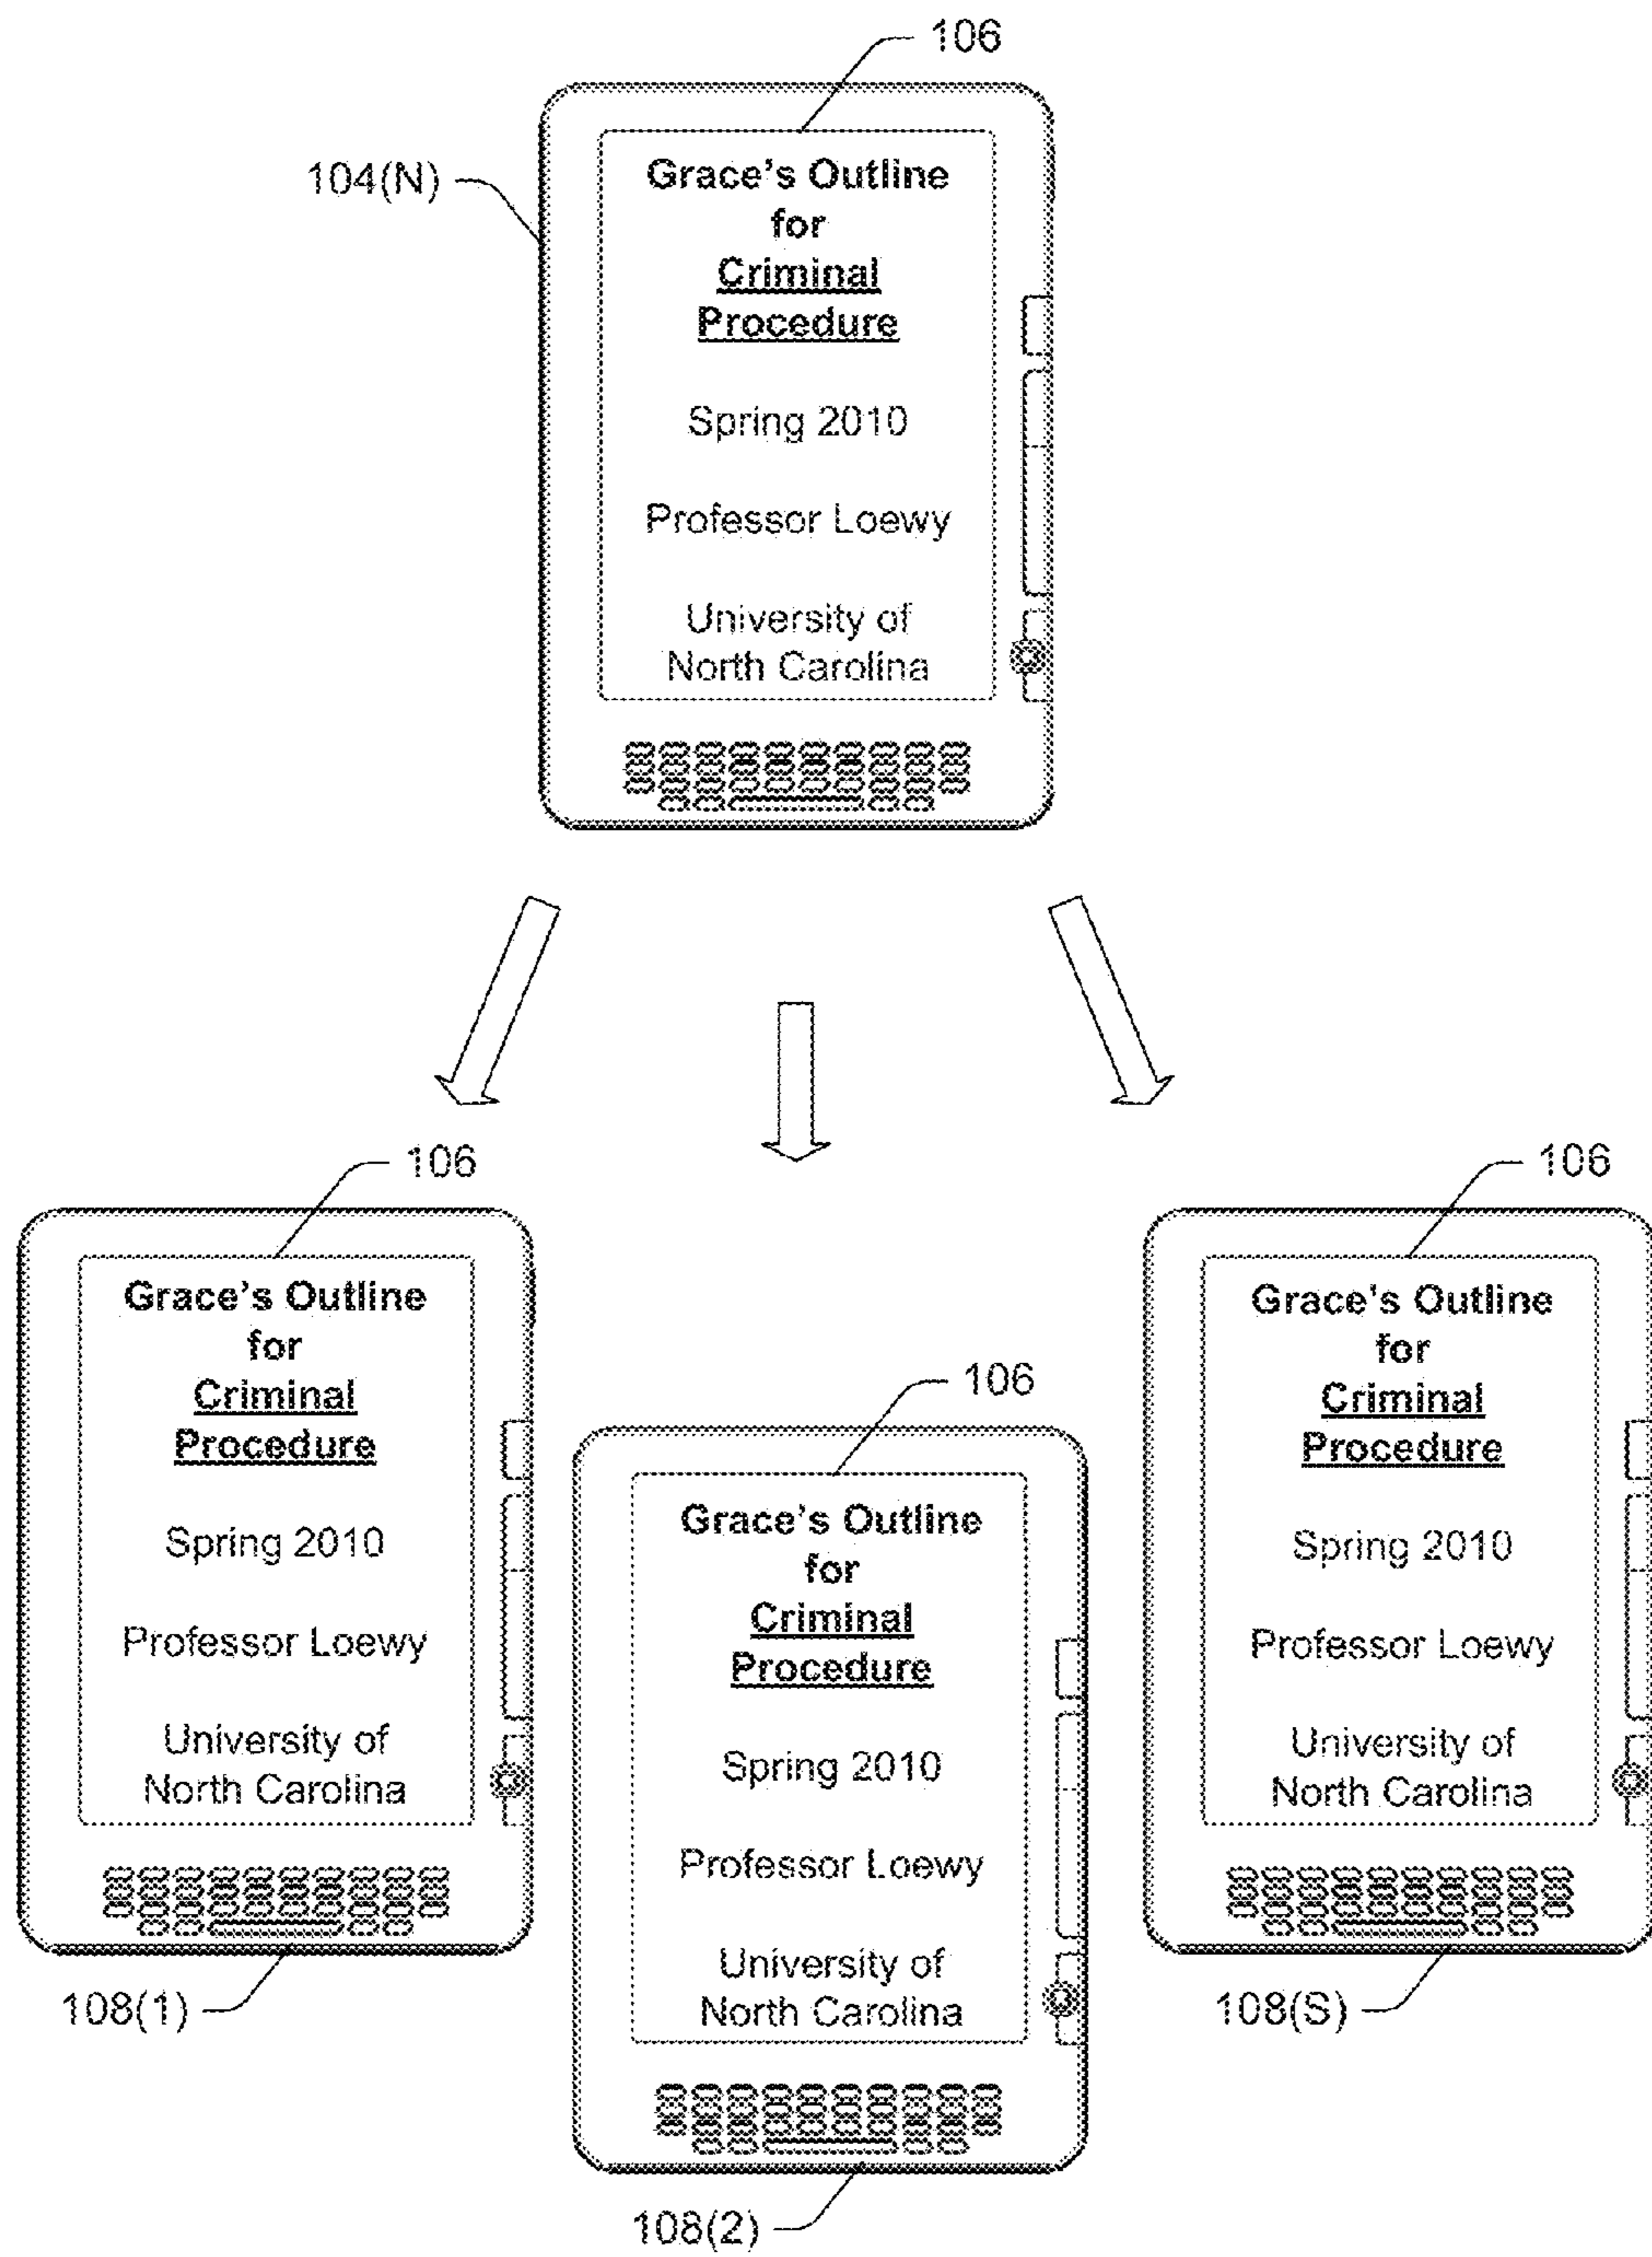 106
104(N)
Grace's Outline
for
Criminal
Procedure
Spring 2010
Professor Loewy
University of
North Carolina
106
Grace's Outline
for
Criminal
Procedure
Spring 2010
Professor Loewy
University of
North Carolina
108(1)
106
Grace's Outline
for
Criminal
Procedure
Spring 2010
Professor Loewy
University of
North Carolina
108(2)
106
Grace's Outline
for
Criminal
Procedure
Spring 2010
Professor Loewy
University of
North Carolina
108(S)